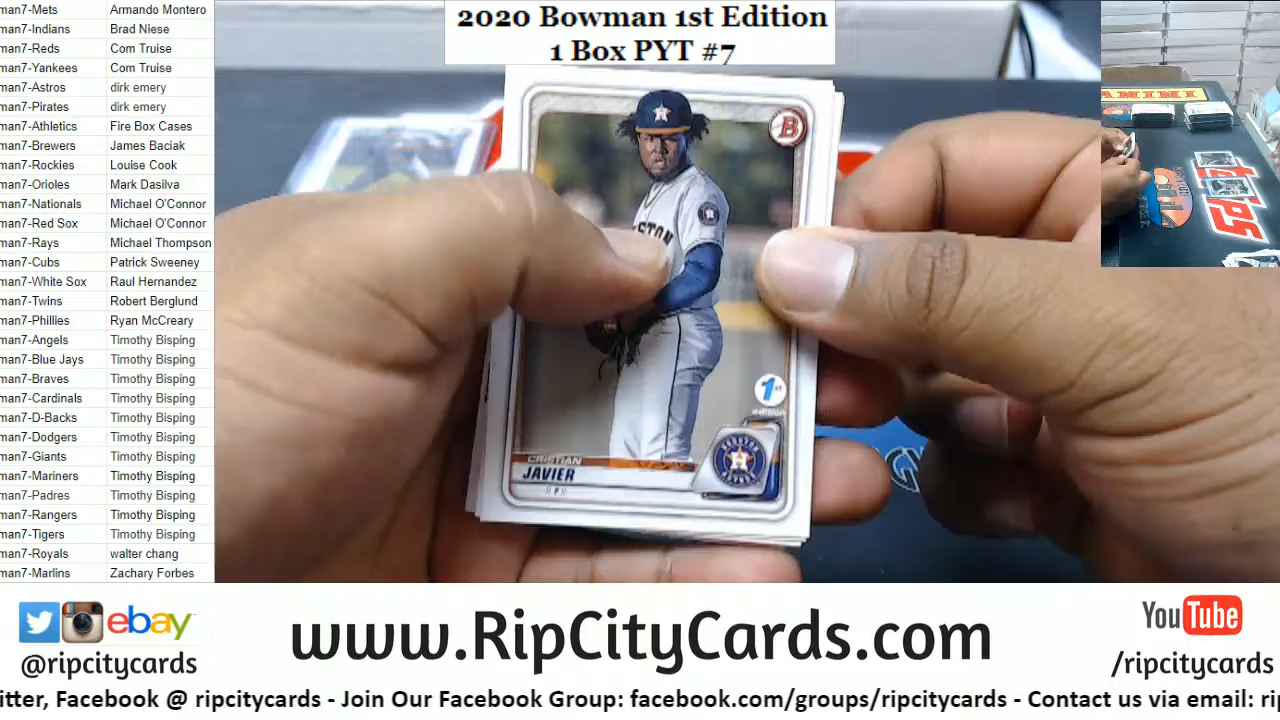 2020 Bowman 1st Edition
1 Box PYT #7
man7-Mets Armando Montero
man7-Indians Brad Niese
man7-Reds Com Truise
man7-Yankees Com Truise
man7-Astros dirk emery
man7-Pirates dirk emery
man7-Athletics Fire Box Cases
man7-Brewers James Baciak
man7-Rockies Louise Cook
man7-Orioles Mark Dasilva
man7-Nationals Michael O'Connor
man7-Red Sox Michael O'Connor
man7-Rays Michael Thompson
man7-Cubs Patrick Sweeney
man7-White Sox Raul Hernandez
man7-Twins Robert Berglund
man7-Phillies Ryan McCreary
man7-Angels Timothy Bisping
man7-Blue Jays Timothy Bisping
man7-Braves Timothy Bisping
man7-Cardinals Timothy Bisping
man7-D-Backs Timothy Bisping
man7-Dodgers Timothy Bisping
man7-Giants Timothy Bisping
man7-Mariners Timothy Bisping
man7-Padres Timothy Bisping
man7-Rangers Timothy Bisping
man7-Tigers Timothy Bisping
man7-Royals walter chang
man7-Marlins Zachary Forbes
B
1st
edition
CRISTIAN
JAVIER
HOUSTON
PANINI
ebay
@ripcitycards
www.RipCityCards.com
YouTube
/ripcitycards
itter, Facebook @ ripcitycards - Join Our Facebook Group: facebook.com/groups/ripcitycards - Contact us via email: rip